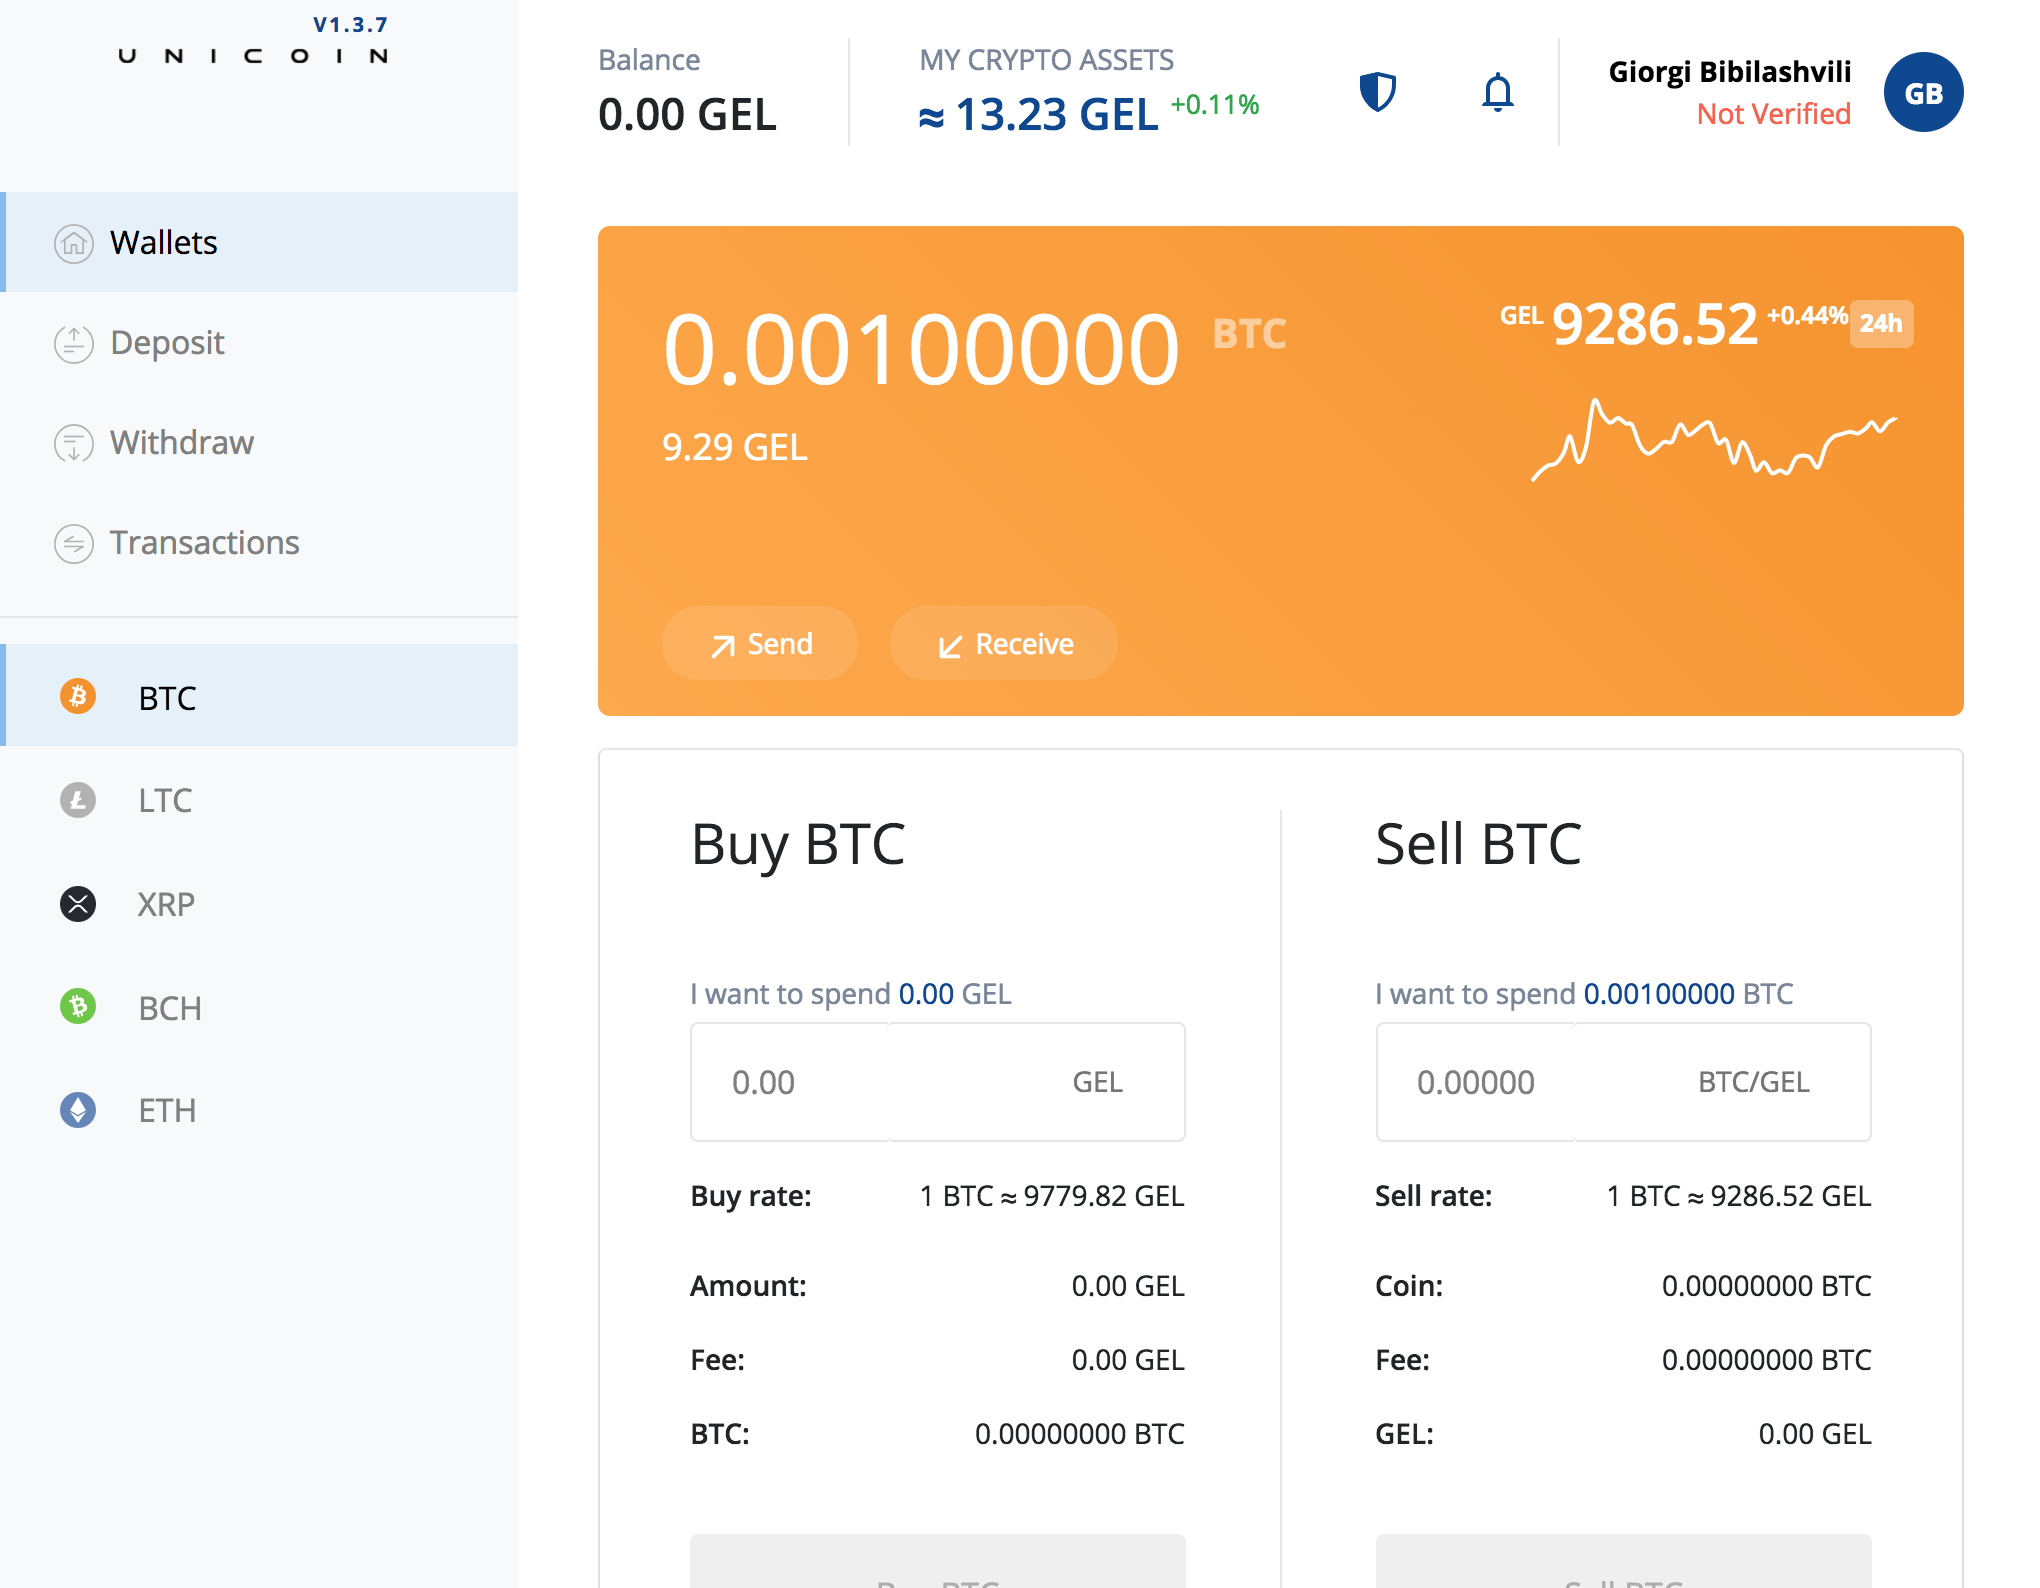 V1.3.7
UNICOIN
Wallets
Deposit
Withdraw
Transactions
BTC
LTC
XRP
BCH
ETH
Balance
0.00 GEL
MY CRYPTO ASSETS
≈ 13.23 GEL +0.11%
Giorgi Bibilashvili
Not Verified
GB
0.00100000 BTC
9.29 GEL
GEL 9286.52 +0.44% 24h
Send
Receive
Buy BTC
I want to spend 0.00 GEL
0.00 GEL
Buy rate: 1 BTC ≈ 9779.82 GEL
Amount: 0.00 GEL
Fee: 0.00 GEL
BTC: 0.00000000 BTC
Buy BTC
Sell BTC
I want to spend 0.00100000 BTC
0.00000 BTC/GEL
Sell rate: 1 BTC ≈ 9286.52 GEL
Coin: 0.00000000 BTC
Fee: 0.00000000 BTC
GEL: 0.00 GEL
Sell BTC